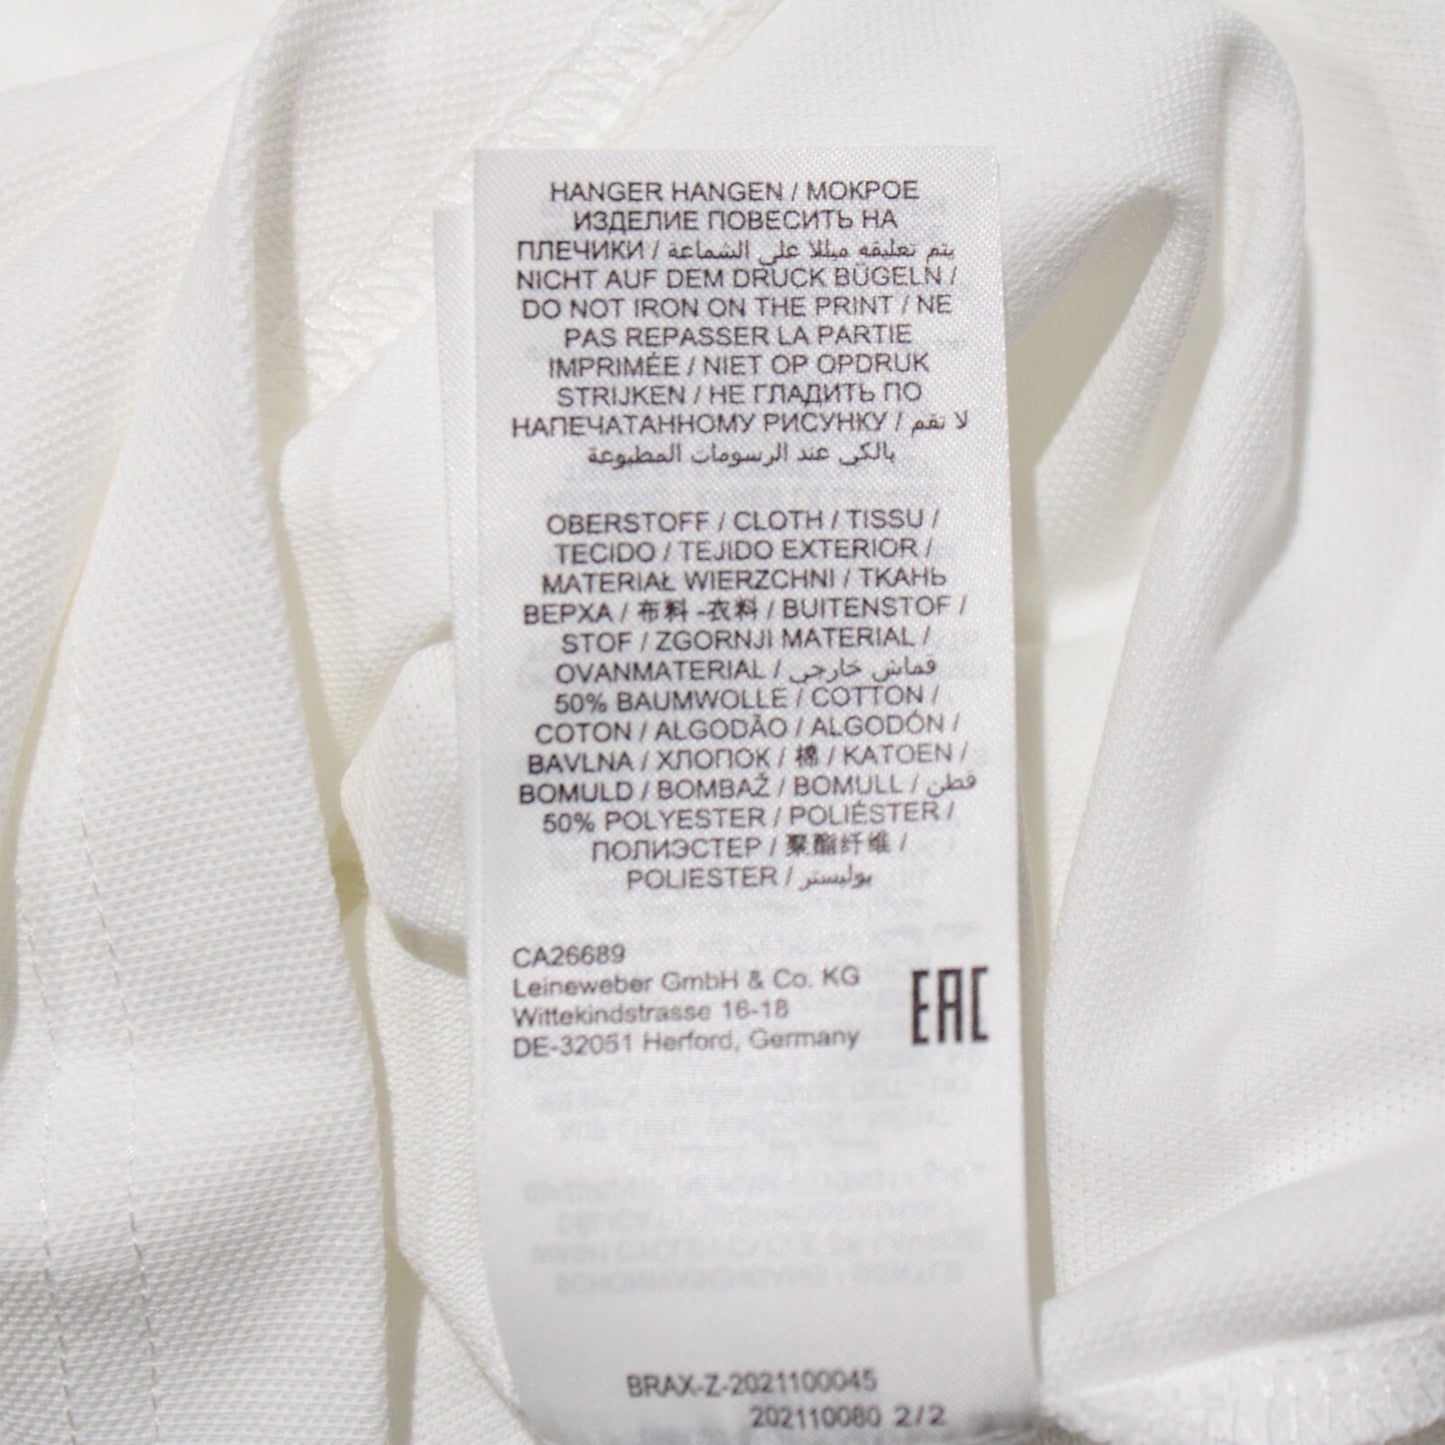 HANGER HANGEN / МОКРОЕ
ИЗДЕЛИЕ ПОВЕСИТЬ НА
ПЛЕЧИКИ / يتم تعليقه مبللا على الشماعة
NICHT AUF DEM DRUCK BÜGELN /
DO NOT IRON ON THE PRINT / NE
PAS REPASSER LA PARTIE
IMPRIMÉE / NIET OP OPDRUK
STRIJKEN / НЕ ГЛАДИТЬ ПО
НАПЕЧАТАННОМУ РИСУНКУ / لا تقم
بالكي عند الرسومات المطبوعة
OBERSTOFF / CLOTH / TISSU /
TECIDO / TEJIDO EXTERIOR /
MATERIAŁ WIERZCHNI / ТКАНЬ
ВЕРХА / 布料 -衣料 / BUITENSTOF /
STOF / ZGORNJI MATERIAL /
OVANMATERIAL / قماش خارجي
50% BAUMWOLLE / COTTON /
COTON / ALGODÃO / ALGODÓN /
BAVLNA / ХЛОПОК / 棉 / KATOEN /
BOMULD / BOMBAŽ / BOMULL / قطن
50% POLYESTER / POLIÉSTER /
ПОЛИЭСТЕР / 聚酯纤维 /
POLIESTER / بوليستر
CA26689
Leineweber GmbH & Co. KG
Wittekindstrasse 16-18
DE-32051 Herford, Germany
EAC
BRAX-Z-2021100045
202110080 2/2